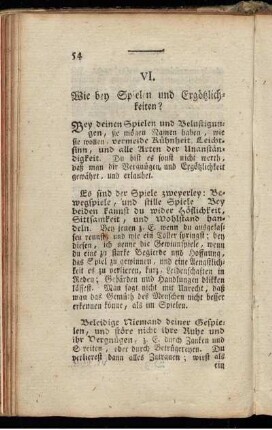 54
VI.
Wie bey Spielen und Ergötzlich-
keiten?
Bey deinen Spielen und Belustigun-
gen, sie mögen Namen haben, wie
sie wollen, vermeide Kühnheit, Leicht-
sinn, und alle Arten der Unanstän-
digkeit. Du bist es sonst nicht werth,
daß man dir Vergnügen, und Ergötzlichkeit
gewährt, und erlaubet.
Es sind der Spiele zweyerley: Be-
wegspiele, und stille Spiele. Bey
beiden kannst du wider Höflichkeit,
Sittsamkeit, und Wohlstand han-
deln. Bey jenen z. E. wenn du ausgelas-
sen rennest und wie ein Toller springst; bey
diesen, ich nenne die Gewinnspiele, wenn
du eine zu starke Begierde und Hoffnung,
das Spiel zu gewinnen, und eine Aengstlich-
keit es zu verlieren, kurz, Leidenschaften in
Reden, Gebärden und Handlungen blicken
lässest. Man sagt nicht mit Unrecht, daß
man das Gemüth des Menschen nicht besser
erkennen könne, als im Spielen.
Beleidige Niemand deiner Gespie-
len, und störe nicht ihre Ruhe und
ihr Vergnügen, z. E. durch Zanken und
Streiten, oder durch Betrügereyen. Du
verlierest dann alles Zutrauen; wirst als
ein